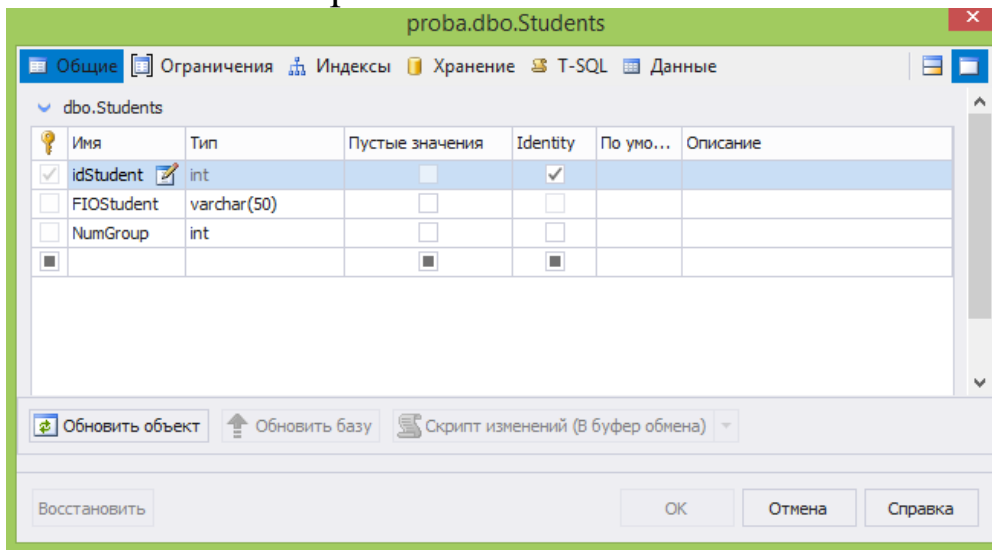 proba.dbo.Students
Общие Ограничения Индексы Хранение T-SQL Данные
dbo.Students
Имя Тип Пустые значения Identity По умо... Описание
idStudent int
FIOStudent varchar(50)
NumGroup int
Обновить объект Обновить базу Скрипт изменений (В буфер обмена)
Восстановить OK Отмена Справка